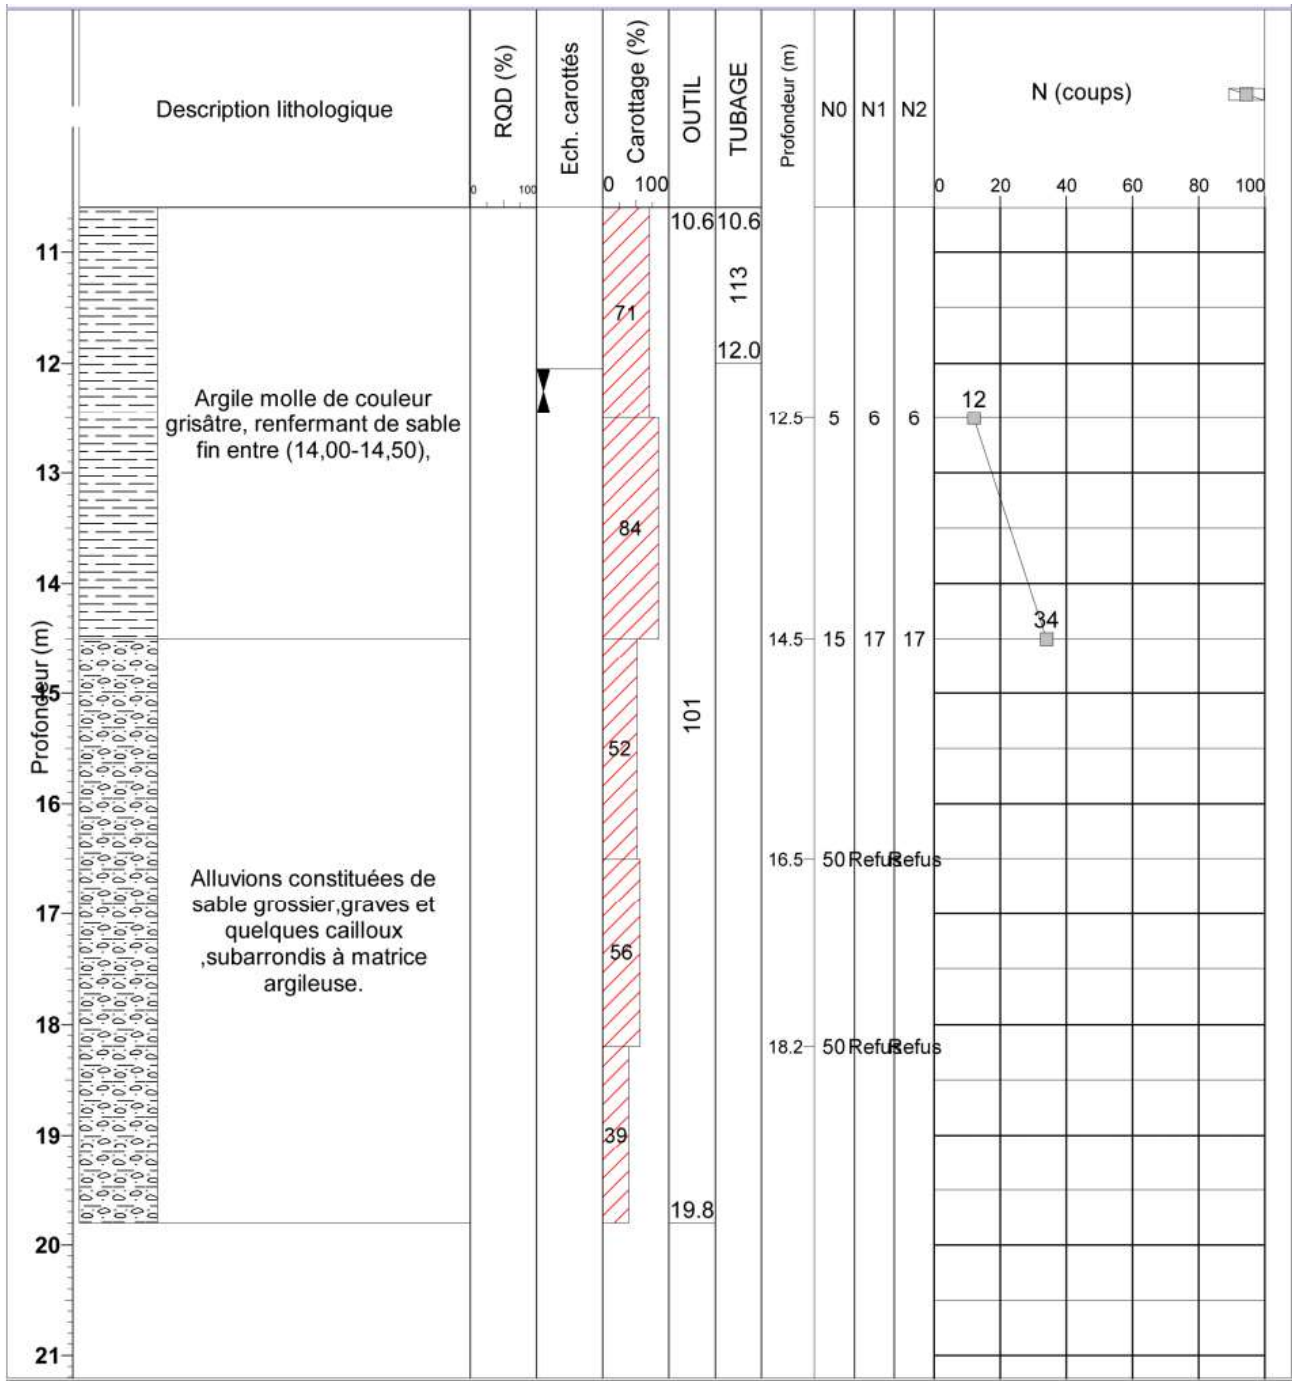 Description lithologique
RQD (%)
0 100
Ech. carottés
Carottage (%)
0 100
OUTIL
TUBAGE
Profondeur (m)
N0
N1
N2
N (coups)
0 20 40 60 80 100
Profondeur (m)
11
12
13
14
15
16
17
18
19
20
21
Argile molle de couleur
grisâtre, renfermant de sable
fin entre (14,00-14,50),
Alluvions constituées de
sable grossier,graves et
quelques cailloux
,subarrondis à matrice
argileuse.
71
84
52
56
39
10.6
101
19.8
10.6
113
12.0
12.5 5 6 6
14.5 15 17 17
16.5 50 Refus Refus
18.2 50 Refus Refus
12
34